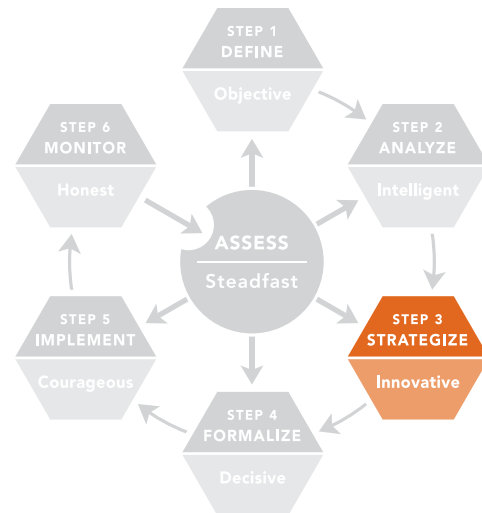 STEP 1
DEFINE
Objective
STEP 2
ANALYZE
Intelligent
STEP 3
STRATEGIZE
Innovative
STEP 4
FORMALIZE
Decisive
STEP 5
IMPLEMENT
Courageous
STEP 6
MONITOR
Honest
ASSESS
Steadfast